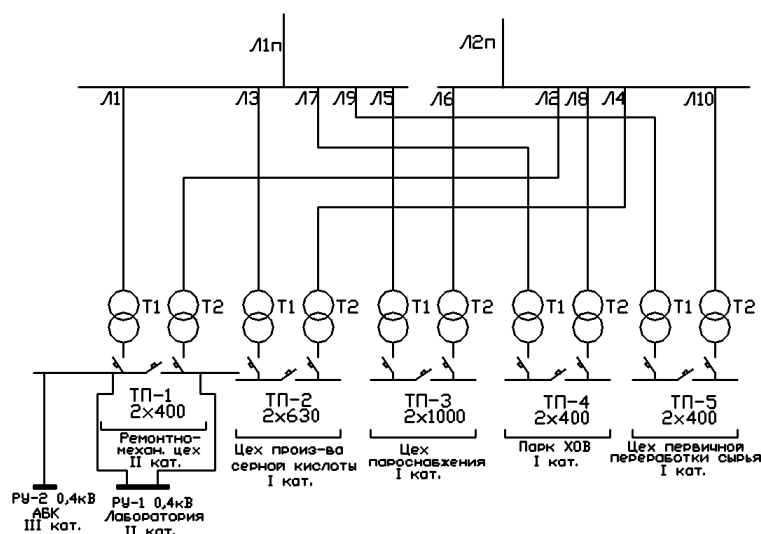 Л1п
Л2п
Л1 Л3 Л7 Л9 Л5 Л6 Л2 Л8 Л4 Л10
Т1 Т2 Т1 Т2 Т1 Т2 Т1 Т2 Т1 Т2
ТП-1
2х400
Ремонтно-
механ. цех
II кат.
ТП-2
2х630
Цех произ-ва
серной кислоты
I кат.
ТП-3
2х1000
Цех
пароснабжения
I кат.
ТП-4
2х400
Парк ХОВ
I кат.
ТП-5
2х400
Цех первичной
переработки сырья
I кат.
РУ-2 0,4кВ
АБК
III кат.
РУ-1 0,4кВ
Лаборатория
II кат.